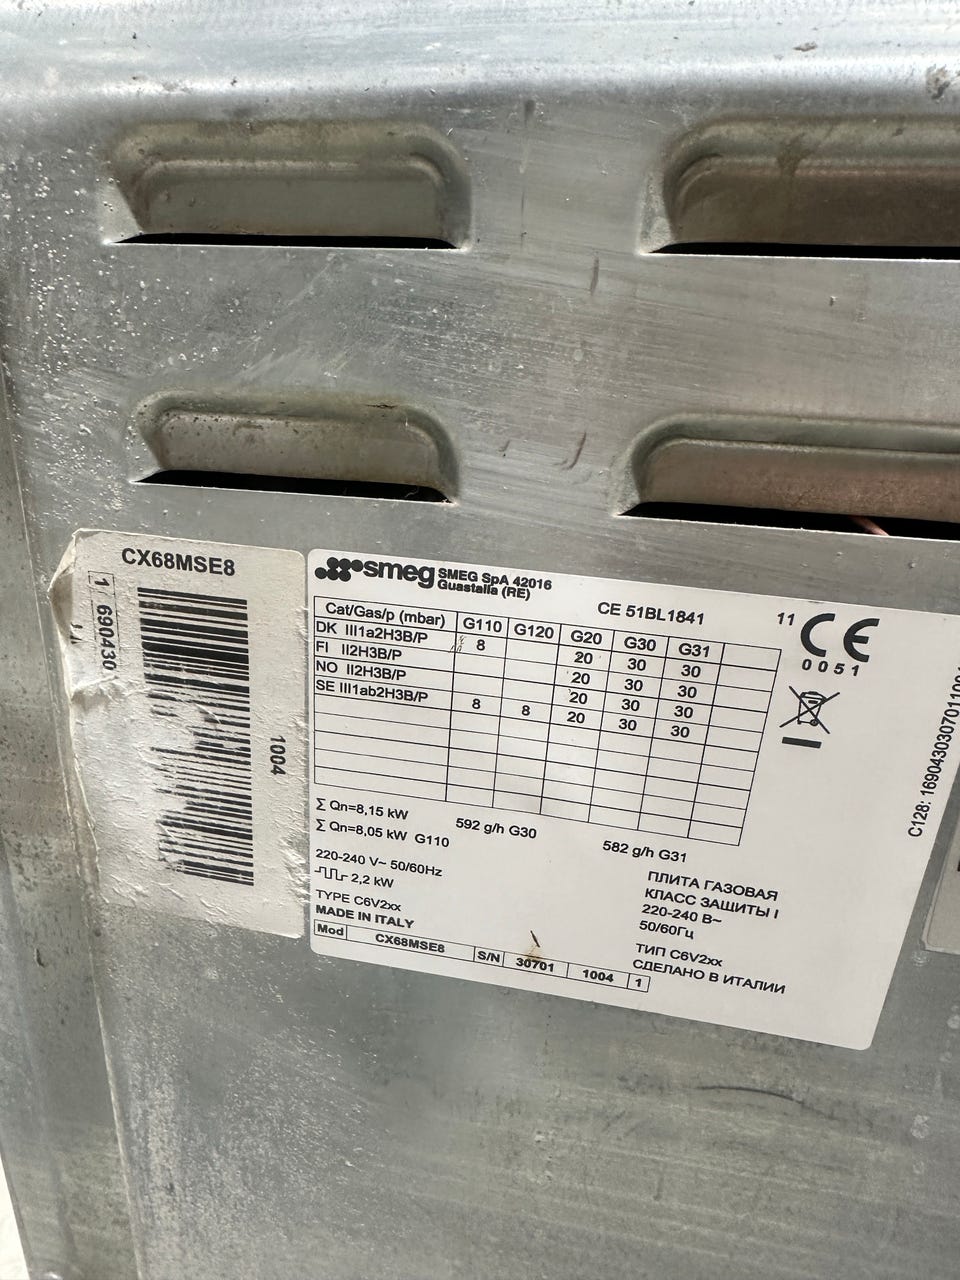 CX68MSE8
1 690430
1004
smeg SMEG SpA 42016
Guastalla (RE)
CE 51BL1841
11 CE
0051
Cat/Gas/p (mbar) G110 G120 G20 G30 G31
DK III1a2H3B/P 8 20 30 30
FI II2H3B/P 20 30 30
NO II2H3B/P 20 30 30
SE III1ab2H3B/P 8 8 20 30 30
∑ Qn=8,15 kW 592 g/h G30 582 g/h G31
∑ Qn=8,05 kW G110
220-240 V~ 50/60Hz
2,2 kW
TYPE C6V2xx
MADE IN ITALY
Mod CX68MSE8 S/N 30701 1004 1
ПЛИТА ГАЗОВАЯ
КЛАСС ЗАЩИТЫ I
220-240 В~
50/60Гц
ТИП C6V2xx
СДЕЛАНО В ИТАЛИИ
C128: